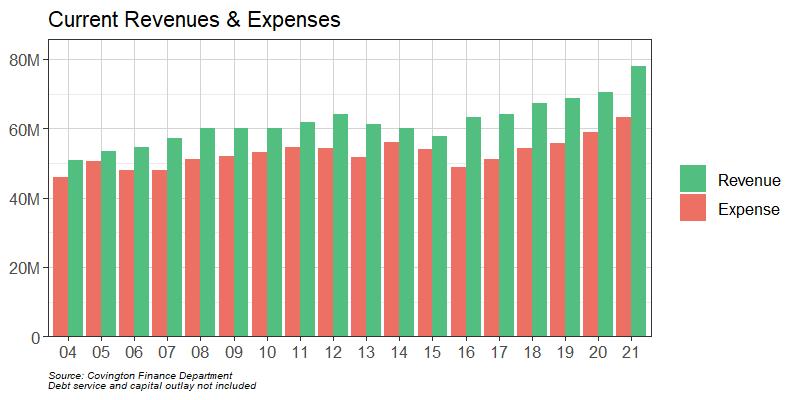 Current Revenues & Expenses
80M
60M
40M
20M
0
04 05 06 07 08 09 10 11 12 13 14 15 16 17 18 19 20 21
Revenue
Expense
Source: Covington Finance Department
Debt service and capital outlay not included